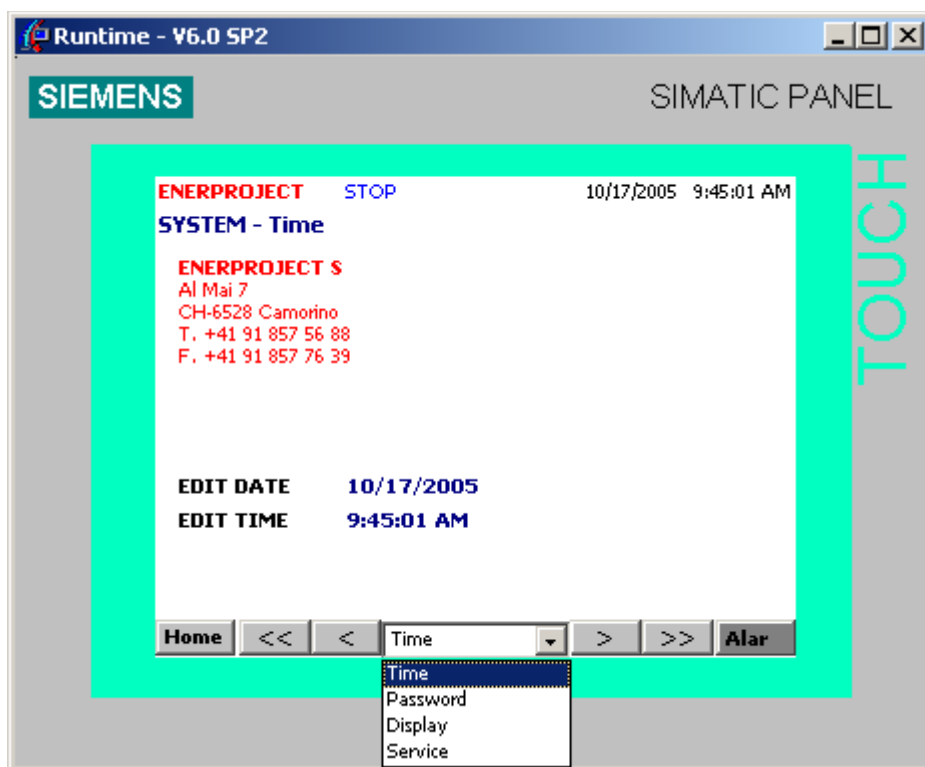 Runtime - V6.0 SP2
SIEMENS
SIMATIC PANEL
TOUCH
ENERPROJECT STOP 10/17/2005 9:45:01 AM
SYSTEM - Time
ENERPROJECT S
Al Mai 7
CH-6528 Camorino
T. +41 91 857 56 88
F. +41 91 857 76 39
EDIT DATE 10/17/2005
EDIT TIME 9:45:01 AM
Home << < Time > >> Alar
Time
Password
Display
Service